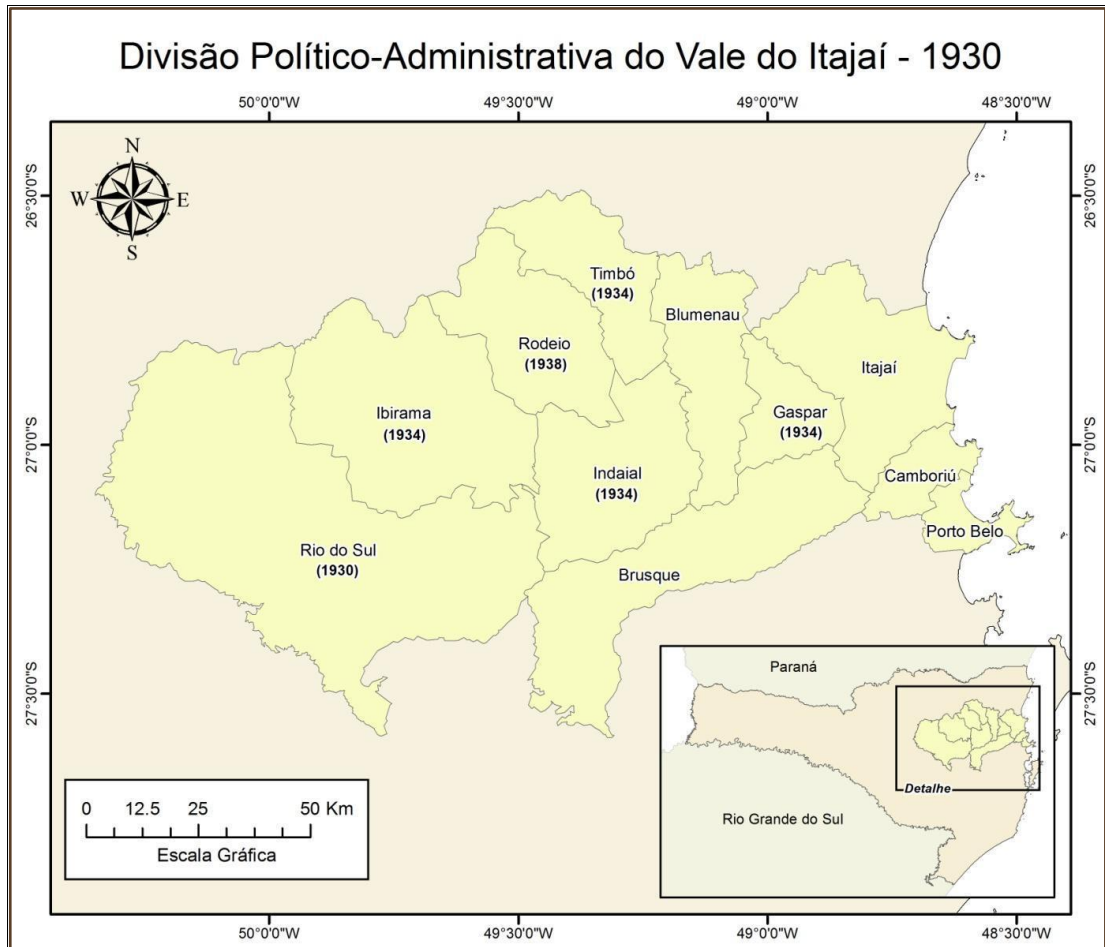 Divisão Político-Administrativa do Vale do Itajaí - 1930
50°0'0"W
49°30'0"W
49°0'0"W
48°30'0"W
N
W
E
S
26°30'0"S
26°30'0"S
Timbó
(1934)
Blumenau
Rodeio
(1938)
Itajaí
Ibirama
(1934)
Gaspar
(1934)
27°0'0"S
27°0'0"S
Indaial
(1934)
Camboriú
Porto Belo
Rio do Sul
(1930)
Brusque
27°30'0"S
27°30'0"S
Paraná
Detalhe
Rio Grande do Sul
0 12.5 25 50 Km
Escala Gráfica
50°0'0"W
49°30'0"W
49°0'0"W
48°30'0"W